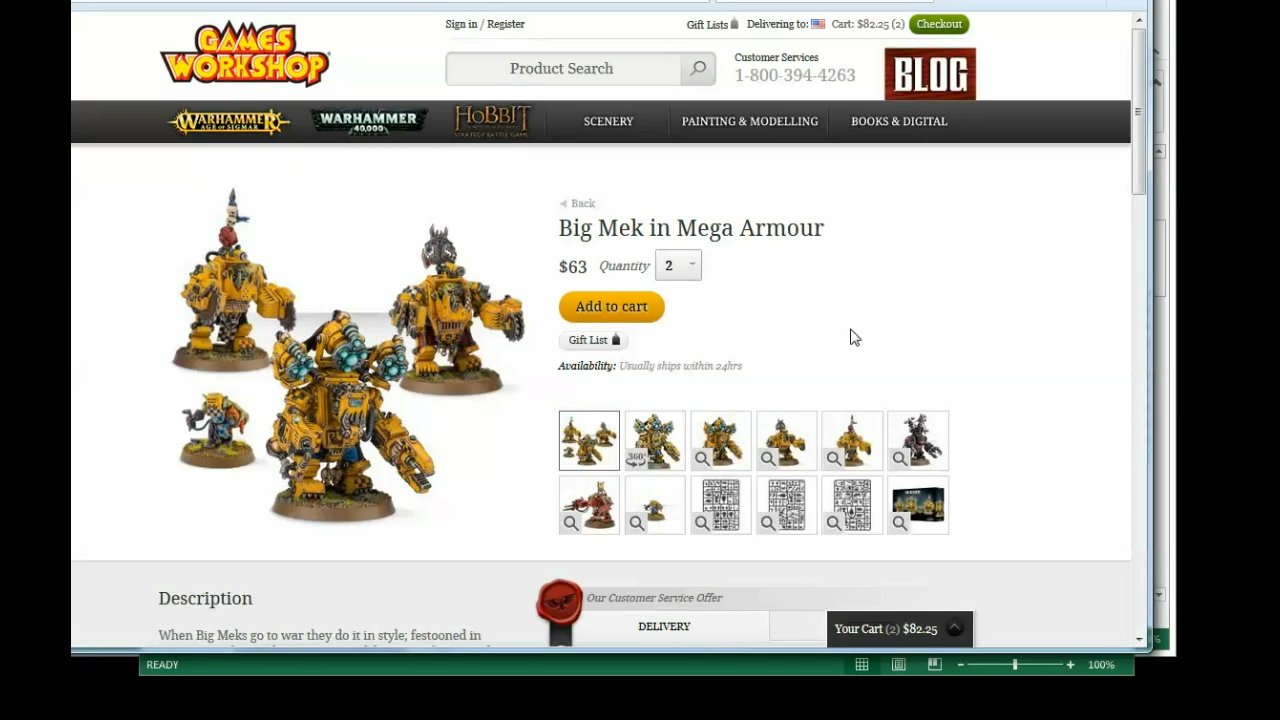 Sign in / Register
Gift Lists
Delivering to:
Cart: $82.25 (2)
Checkout
GAMES
WORKSHOP
Product Search
Customer Services
1-800-394-4263
BLOG
WARHAMMER
AGE OF SIGMAR
WARHAMMER
40,000
THE HOBBIT
STRATEGY BATTLE GAME
SCENERY
PAINTING & MODELLING
BOOKS & DIGITAL
Back
Big Mek in Mega Armour
$63 Quantity 2
Add to cart
Gift List
Availability: Usually ships within 24hrs
360°
Description
When Big Meks go to war they do it in style; festooned in
Our Customer Service Offer
DELIVERY
Your Cart (2) $82.25
READY
100%